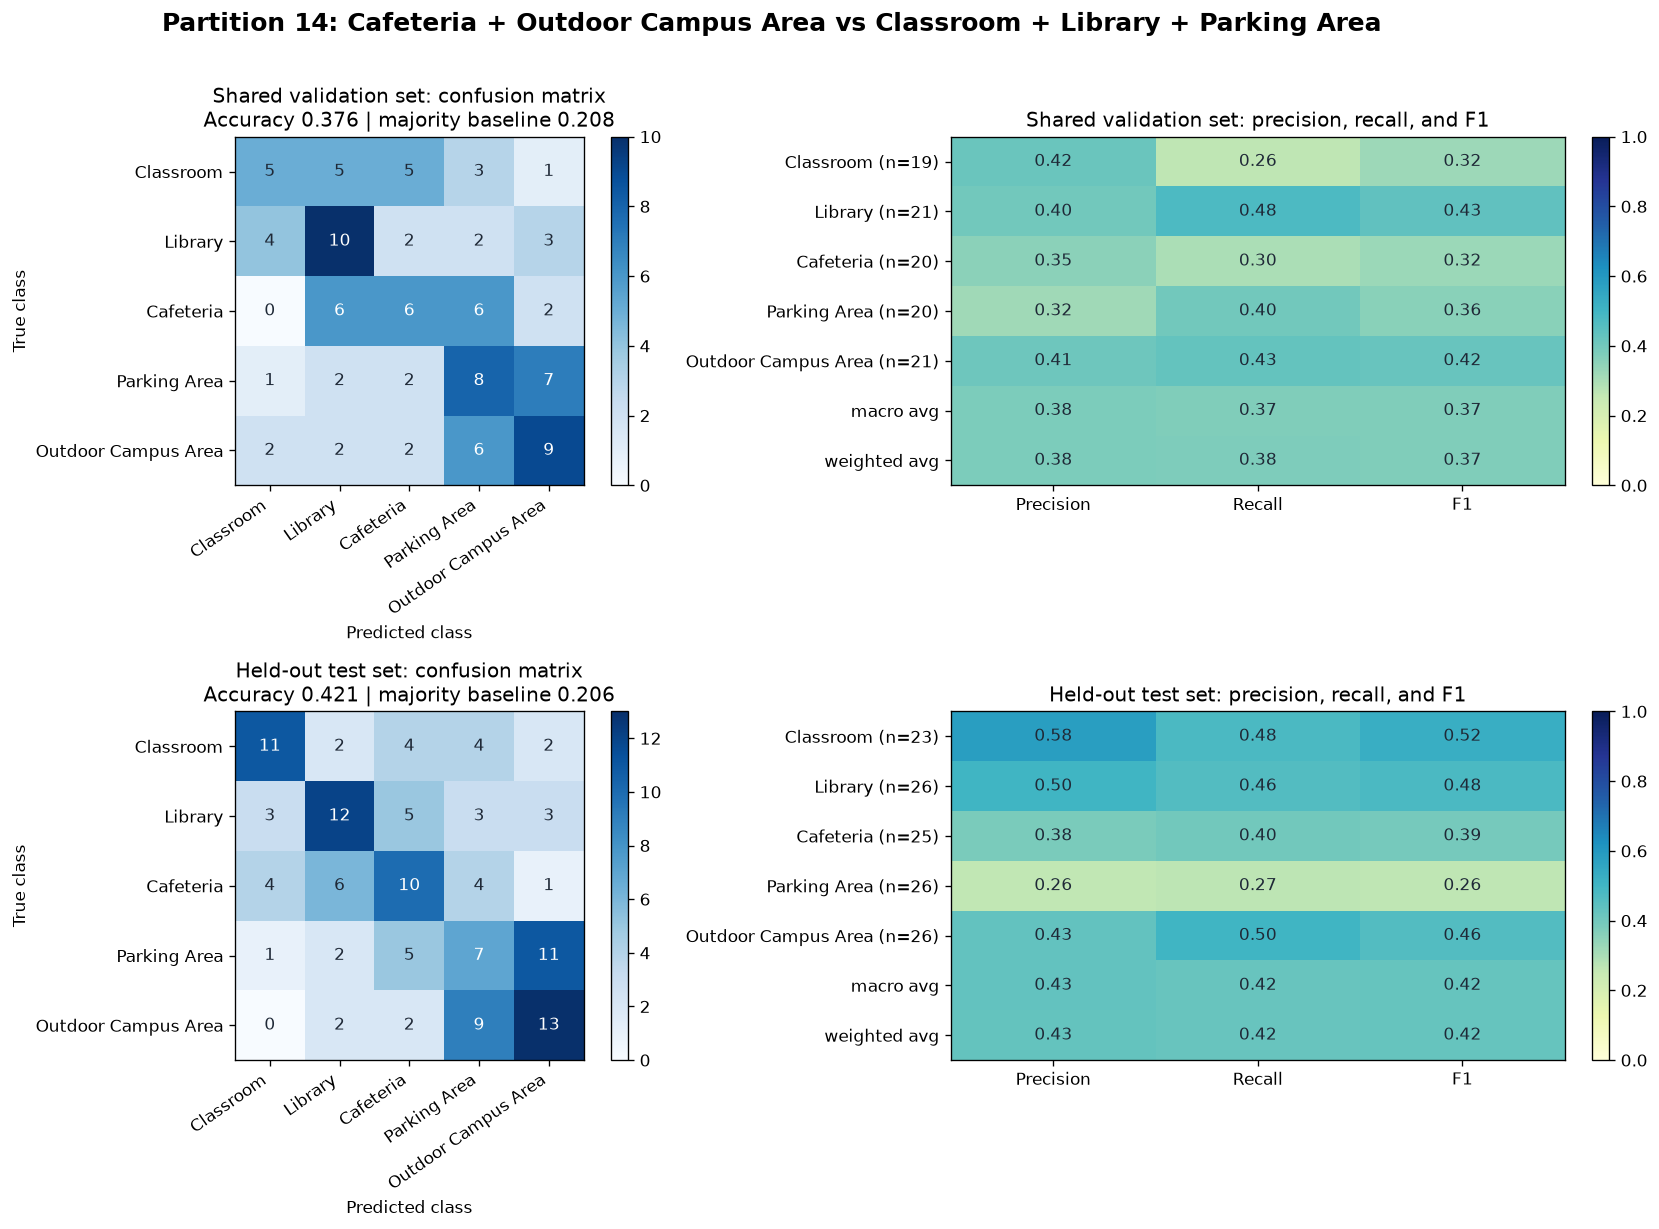 Partition 14: Cafeteria + Outdoor Campus Area vs Classroom + Library + Parking Area
Shared validation set: confusion matrix
Accuracy 0.376 | majority baseline 0.208
True class
Classroom 5 5 5 3 1
Library 4 10 2 2 3
Cafeteria 0 6 6 6 2
Parking Area 1 2 2 8 7
Outdoor Campus Area 2 2 2 6 9
Classroom Library Cafeteria Parking Area Outdoor Campus Area
Predicted class
10
8
6
4
2
0
Shared validation set: precision, recall, and F1
Classroom (n=19) 0.42 0.26 0.32
Library (n=21) 0.40 0.48 0.43
Cafeteria (n=20) 0.35 0.30 0.32
Parking Area (n=20) 0.32 0.40 0.36
Outdoor Campus Area (n=21) 0.41 0.43 0.42
macro avg 0.38 0.37 0.37
weighted avg 0.38 0.38 0.37
Precision Recall F1
1.0
0.8
0.6
0.4
0.2
0.0
Held-out test set: confusion matrix
Accuracy 0.421 | majority baseline 0.206
True class
Classroom 11 2 4 4 2
Library 3 12 5 3 3
Cafeteria 4 6 10 4 1
Parking Area 1 2 5 7 11
Outdoor Campus Area 0 2 2 9 13
Classroom Library Cafeteria Parking Area Outdoor Campus Area
Predicted class
12
10
8
6
4
2
0
Held-out test set: precision, recall, and F1
Classroom (n=23) 0.58 0.48 0.52
Library (n=26) 0.50 0.46 0.48
Cafeteria (n=25) 0.38 0.40 0.39
Parking Area (n=26) 0.26 0.27 0.26
Outdoor Campus Area (n=26) 0.43 0.50 0.46
macro avg 0.43 0.42 0.42
weighted avg 0.43 0.42 0.42
Precision Recall F1
1.0
0.8
0.6
0.4
0.2
0.0